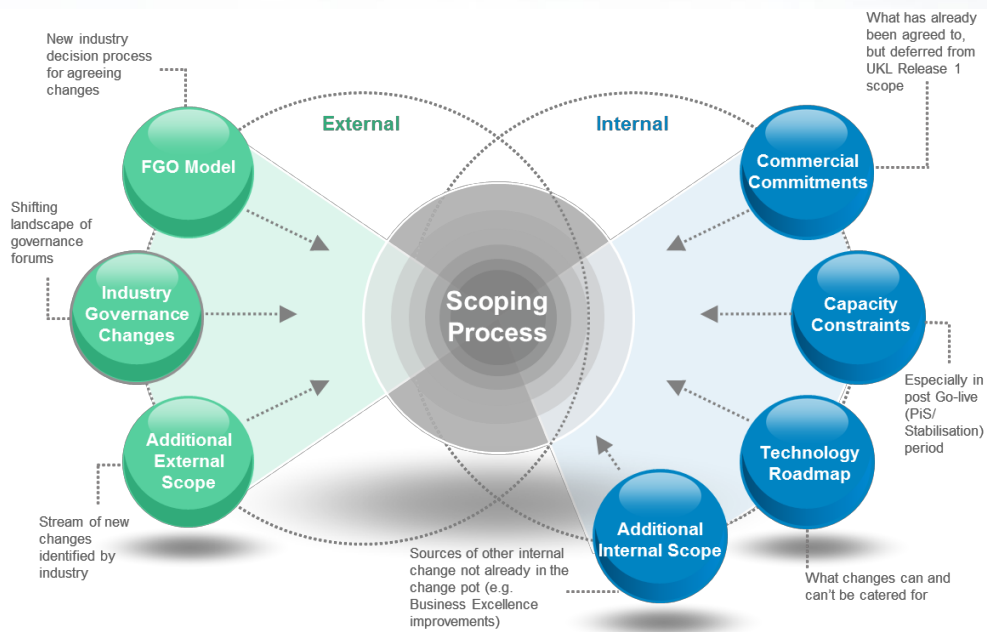 New industry
decision process
for agreeing
changes
What has already
been agreed to,
but deferred from
UKL Release 1
scope
External
Internal
FGO Model
Commercial
Commitments
Shifting
landscape of
governance
forums
Industry
Governance
Changes
Scoping
Process
Capacity
Constraints
Especially in
post Go-live
(PiS/
Stabilisation)
period
Additional
External
Scope
Technology
Roadmap
Stream of new
changes
identified by
industry
Additional
Internal Scope
Sources of other internal
change not already in the
change pot (e.g.
Business Excellence
improvements)
What changes can and
can't be catered for